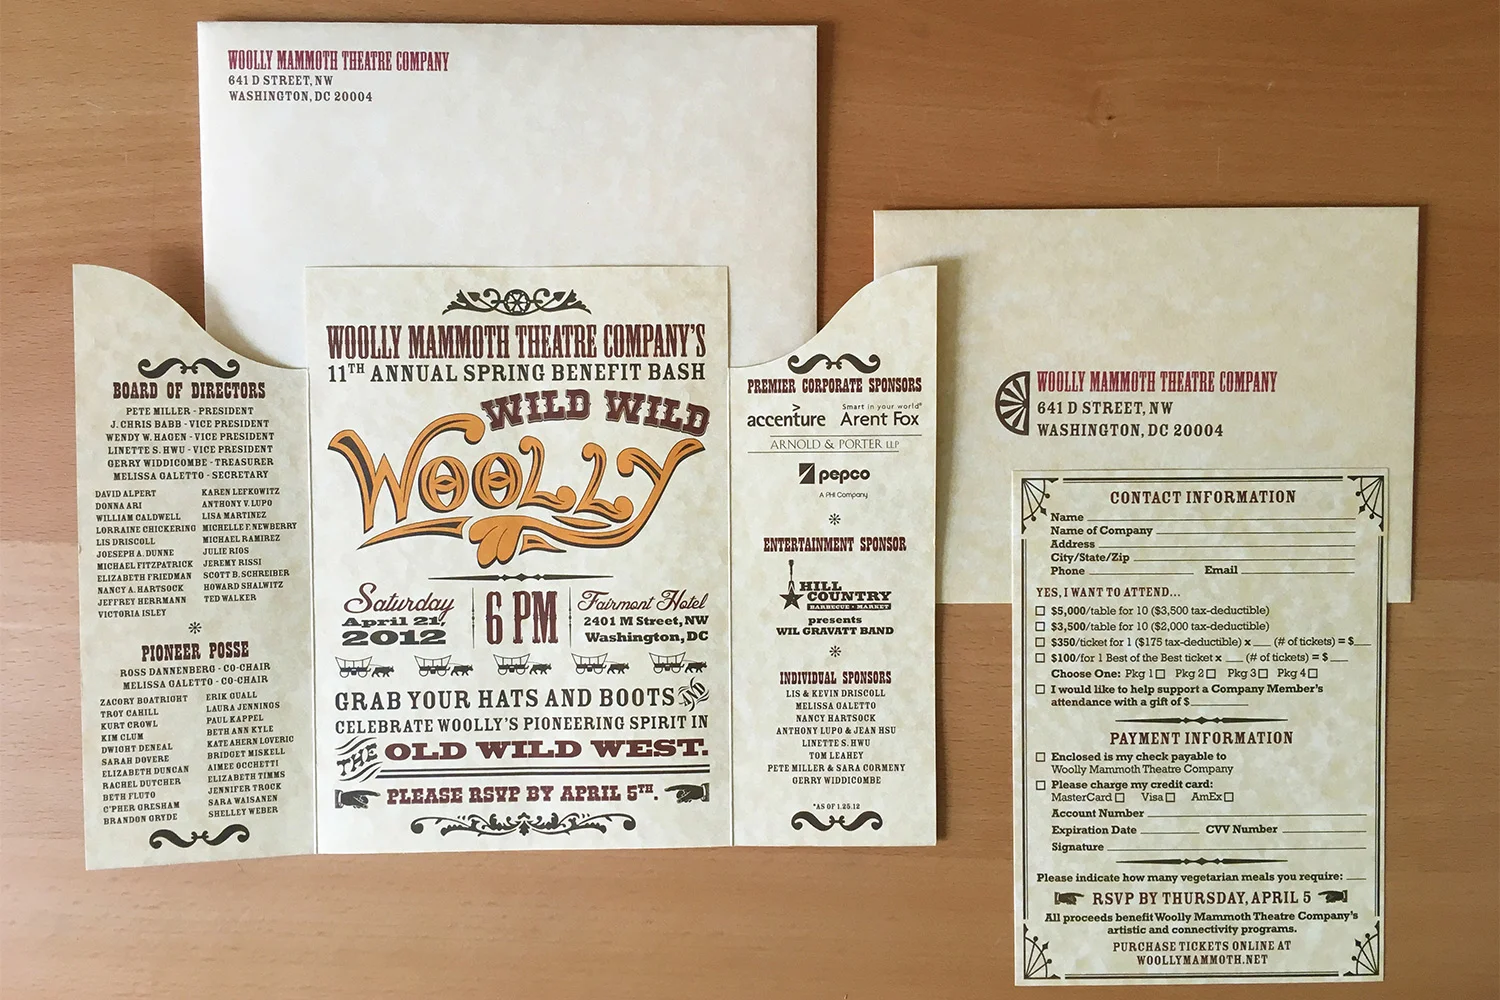 WOOLLY MAMMOTH THEATRE COMPANY
641 D STREET, NW
WASHINGTON, DC 20004
BOARD OF DIRECTORS
PETE MILLER - PRESIDENT
J. CHRIS BABB - VICE PRESIDENT
WENDY W. HAGEN - VICE PRESIDENT
LINETTE S. HWU - VICE PRESIDENT
GERRY WIDDICOMBE - TREASURER
MELISSA GALETTO - SECRETARY
DAVID ALPERT
DONNA ARI
WILLIAM CALDWELL
LORRAINE CHICKERING
LIS DRISCOLL
JOESEPH A. DUNNE
MICHAEL FITZPATRICK
ELIZABETH FRIEDMAN
NANCY A. HARTSOCK
JEFFREY HERRMANN
VICTORIA ISLEY
KAREN LEFKOWITZ
ANTHONY V. LUPO
LISA MARTINEZ
MICHELLE F. NEWBERRY
MICHAEL RAMIREZ
JULIE RIOS
JEREMY RISSI
SCOTT B. SCHREIBER
HOWARD SHALWITZ
TED WALKER
PIONEER POSSE
ROSS DANNENBERG - CO-CHAIR
MELISSA GALETTO - CO-CHAIR
ZACORY BOATRIGHT
TROY CAHILL
KURT CROWL
KIM CLUM
DWIGHT DENEAL
SARAH DOVERE
ELIZABETH DUNCAN
RACHEL DUTCHER
BETH FLUTO
C'PHER GRESHAM
BRANDON GRYDE
ERIK GUALL
LAURA JENNINGS
PAUL KAPPEL
BETH ANN KYLE
KATE AHERN LOVERIC
BRIDGET MISKELL
AIMEE OCCHETTI
ELIZABETH TIMMS
JENNIFER TROCK
SARA WAISANEN
SHELLEY WEBER
WOOLLY MAMMOTH THEATRE COMPANY'S
11TH ANNUAL SPRING BENEFIT BASH
WILD WILD
WOOLLY
Saturday
April 21,
2012
6 PM
Fairmont Hotel
2401 M Street, NW
Washington, DC
GRAB YOUR HATS AND BOOTS AND
CELEBRATE WOOLLY'S PIONEERING SPIRIT IN
THE OLD WILD WEST.
PLEASE RSVP BY APRIL 5TH.
PREMIER CORPORATE SPONSORS
accenture
Smart in your world®
Arent Fox
ARNOLD & PORTER LLP
pepco
A PHI Company
ENTERTAINMENT SPONSOR
HILL
COUNTRY
BARBECUE • MARKET
presents
WIL GRAVATT BAND
INDIVIDUAL SPONSORS
LIS & KEVIN DRISCOLL
MELISSA GALETTO
NANCY HARTSOCK
ANTHONY LUPO & JEAN HSU
LINETTE S. HWU
TOM LEAHEY
PETE MILLER & SARA CORMENY
GERRY WIDDICOMBE
*AS OF 1.25.12
WOOLLY MAMMOTH THEATRE COMPANY
641 D STREET, NW
WASHINGTON, DC 20004
CONTACT INFORMATION
Name
Name of Company
Address
City/State/Zip
Phone Email
YES, I WANT TO ATTEND...
$5,000/table for 10 ($3,500 tax-deductible)
$3,500/table for 10 ($2,000 tax-deductible)
$350/ticket for 1 ($175 tax-deductible) x ___ (# of tickets) = $___
$100/for 1 Best of the Best ticket x ___ (# of tickets) = $___
Choose One: Pkg 1 Pkg 2 Pkg 3 Pkg 4
I would like to help support a Company Member's
attendance with a gift of $________
PAYMENT INFORMATION
Enclosed is my check payable to
Woolly Mammoth Theatre Company
Please charge my credit card:
MasterCard Visa AmEx
Account Number
Expiration Date CVV Number
Signature
Please indicate how many vegetarian meals you require: ___
RSVP BY THURSDAY, APRIL 5
All proceeds benefit Woolly Mammoth Theatre Company's
artistic and connectivity programs.
PURCHASE TICKETS ONLINE AT
WOOLLYMAMMOTH.NET